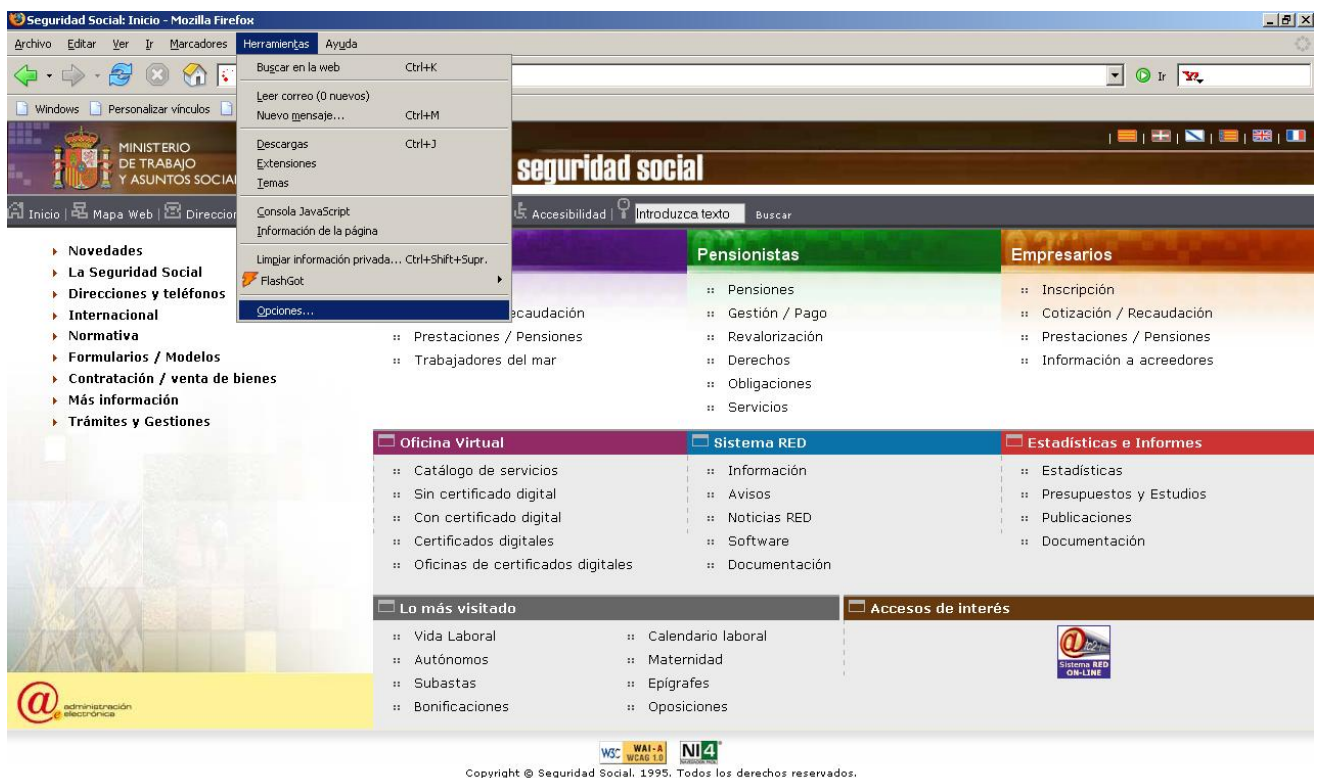 Seguridad Social: Inicio - Mozilla Firefox
Archivo Editar Ver Ir Marcadores Herramientas Ayuda
Buscar en la web Ctrl+K
Ir
Leer correo (0 nuevos)
Windows Personalizar vínculos
Nuevo mensaje... Ctrl+M
MINISTERIO
DE TRABAJO
Y ASUNTOS SOCIAL
Descargas Ctrl+J
Extensiones
Temas
seguridad social
Consola JavaScript
Información de la página
Limpiar información privada... Ctrl+Shift+Supr.
FlashGot
Opciones...
Inicio | Mapa Web | Direccion
Accesibilidad | Introduzca texto Buscar
Novedades
La Seguridad Social
Direcciones y teléfonos
Internacional
Normativa
Formularios / Modelos
Contratación / venta de bienes
Más información
Trámites y Gestiones
ecaudación
Prestaciones / Pensiones
Trabajadores del mar
Pensionistas
Pensiones
Gestión / Pago
Revalorización
Derechos
Obligaciones
Servicios
Empresarios
Inscripción
Cotización / Recaudación
Prestaciones / Pensiones
Información a acreedores
Oficina Virtual
Catálogo de servicios
Sin certificado digital
Con certificado digital
Certificados digitales
Oficinas de certificados digitales
Sistema RED
Información
Avisos
Noticias RED
Software
Documentación
Estadísticas e Informes
Estadísticas
Presupuestos y Estudios
Publicaciones
Documentación
Lo más visitado
Vida Laboral
Autónomos
Subastas
Bonificaciones
Calendario laboral
Maternidad
Epígrafes
Oposiciones
Accesos de interés
Sistema RED
ON-LINE
administración
electrónica
W3C WAI-A
WCAG 1.0
NI4
Copyright © Seguridad Social. 1995. Todos los derechos reservados.